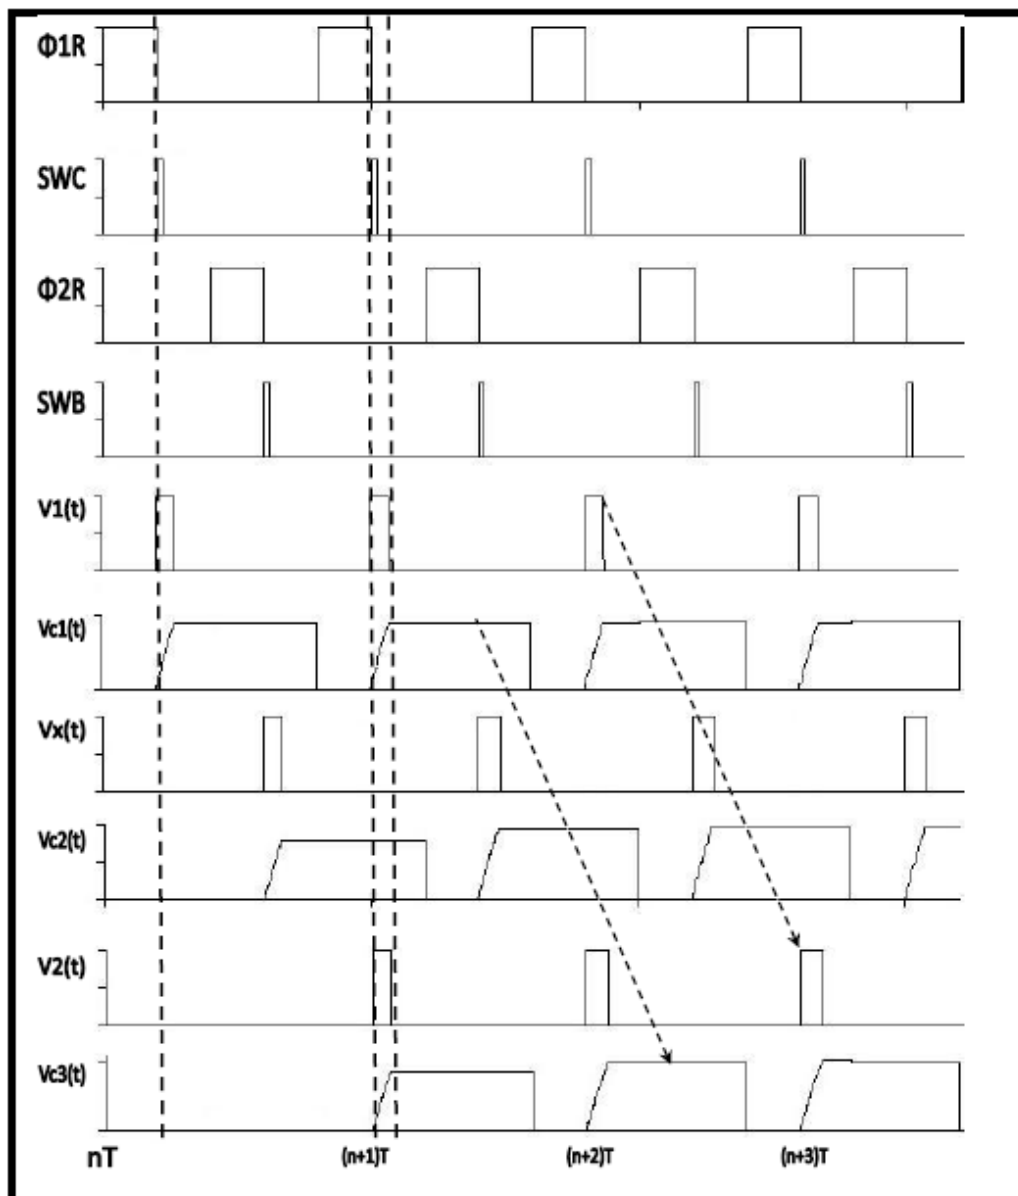 Φ1R
SWC
Φ2R
SWB
V1(t)
Vc1(t)
Vx(t)
Vc2(t)
V2(t)
Vc3(t)
nT (n+1)T (n+2)T (n+3)T